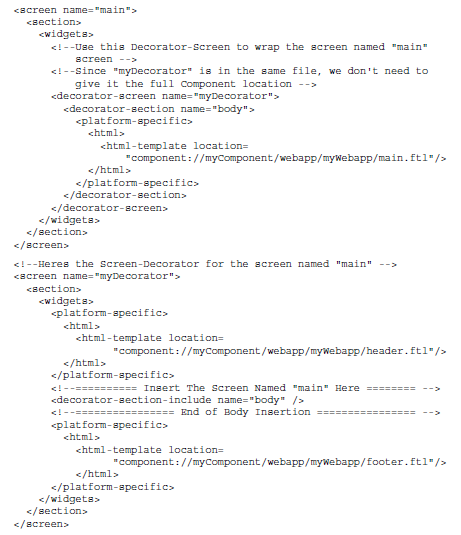 <screen name="main">
<section>
<widgets>
<!--Use this Decorator-Screen to wrap the screen named "main"
screen -->
<!--Since "myDecorator" is in the same file, we don't need to
give it the full Component location -->
<decorator-screen name="myDecorator">
<decorator-section name="body">
<platform-specific>
<html>
<html-template location=
"component://myComponent/webapp/myWebapp/main.ftl"/>
</html>
</platform-specific>
</decorator-section>
</decorator-screen>
</widgets>
</section>
</screen>
<!--Heres the Screen-Decorator for the screen named "main" -->
<screen name="myDecorator">
<section>
<widgets>
<platform-specific>
<html>
<html-template location=
"component://myComponent/webapp/myWebapp/header.ftl"/>
</html>
</platform-specific>
<!--========== Insert The Screen Named "main" Here ======== -->
<decorator-section-include name="body" />
<!--================ End of Body Insertion ================ -->
<platform-specific>
<html>
<html-template location=
"component://myComponent/webapp/myWebapp/footer.ftl"/>
</html>
</platform-specific>
</widgets>
</section>
</screen>